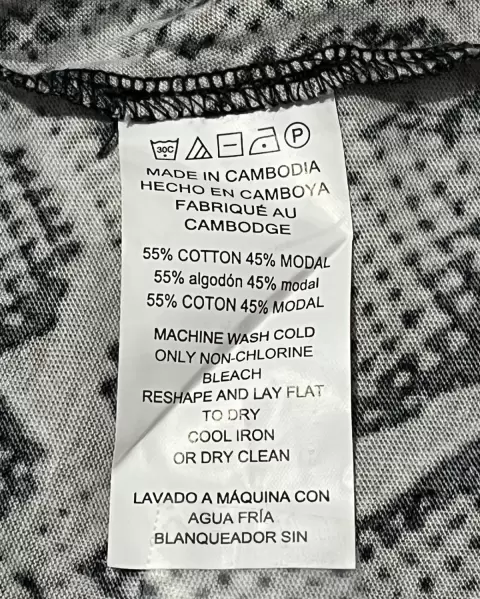 30C P
MADE IN CAMBODIA
HECHO EN CAMBOYA
FABRIQUÉ AU
CAMBODGE
55% COTTON 45% MODAL
55% algodón 45% modal
55% COTON 45% MODAL
MACHINE WASH COLD
ONLY NON-CHLORINE
BLEACH
RESHAPE AND LAY FLAT
TO DRY
COOL IRON
OR DRY CLEAN
LAVADO A MÁQUINA CON
AGUA FRÍA
BLANQUEADOR SIN